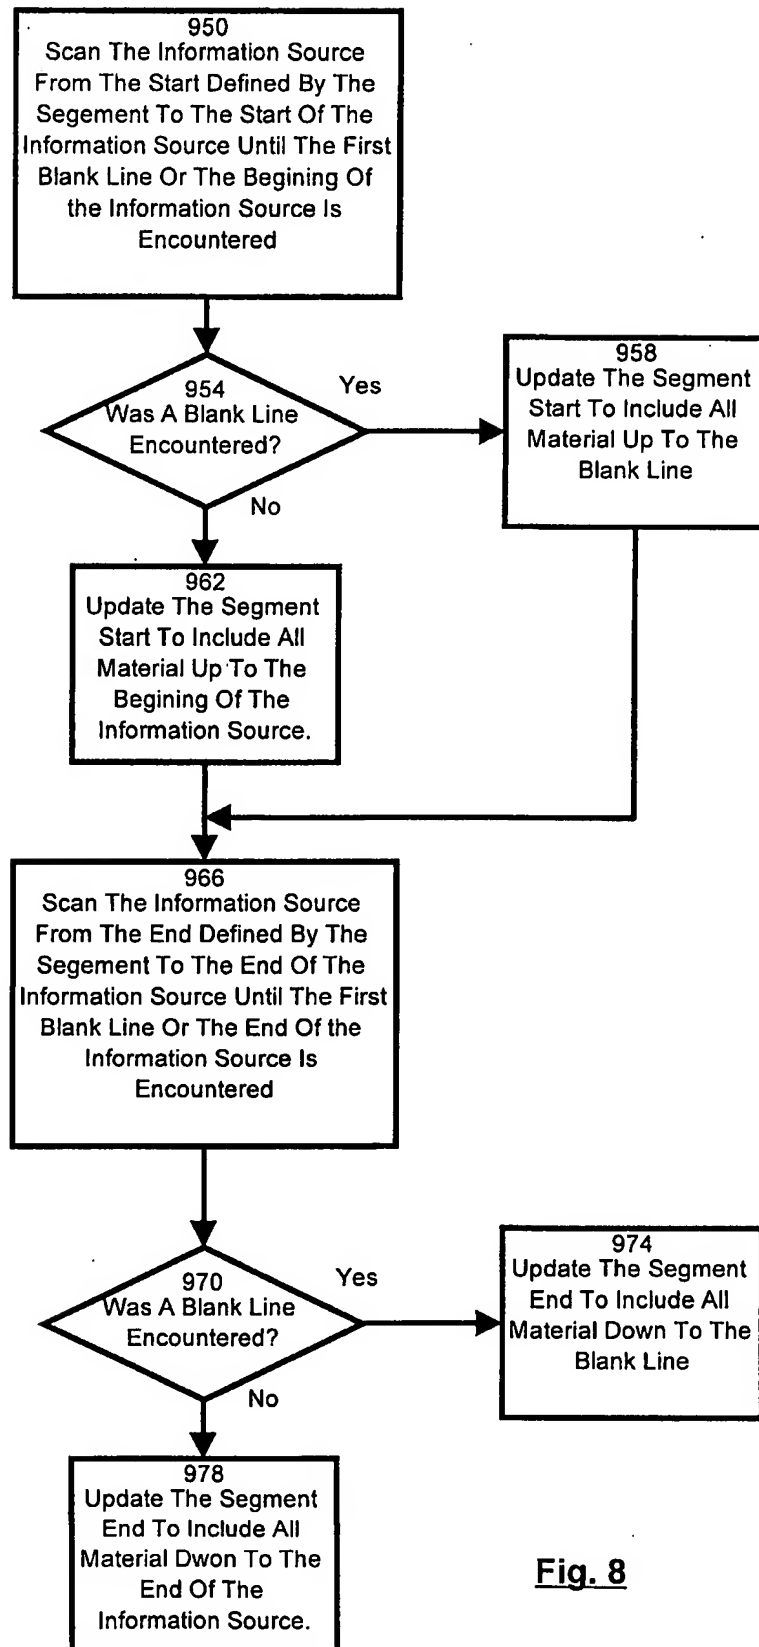 950
Scan The Information Source
From The Start Defined By The
Segement To The Start Of The
Information Source Until The First
Blank Line Or The Begining Of
the Information Source Is
Encountered
954
Was A Blank Line
Encountered?
Yes
No
958
Update The Segment
Start To Include All
Material Up To The
Blank Line
962
Update The Segment
Start To Include All
Material Up To The
Begining Of The
Information Source.
966
Scan The Information Source
From The End Defined By The
Segement To The End Of The
Information Source Until The First
Blank Line Or The End Of the
Information Source Is
Encountered
970
Was A Blank Line
Encountered?
Yes
No
974
Update The Segment
End To Include All
Material Down To The
Blank Line
978
Update The Segment
End To Include All
Material Dwon To The
End Of The
Information Source.
Fig. 8